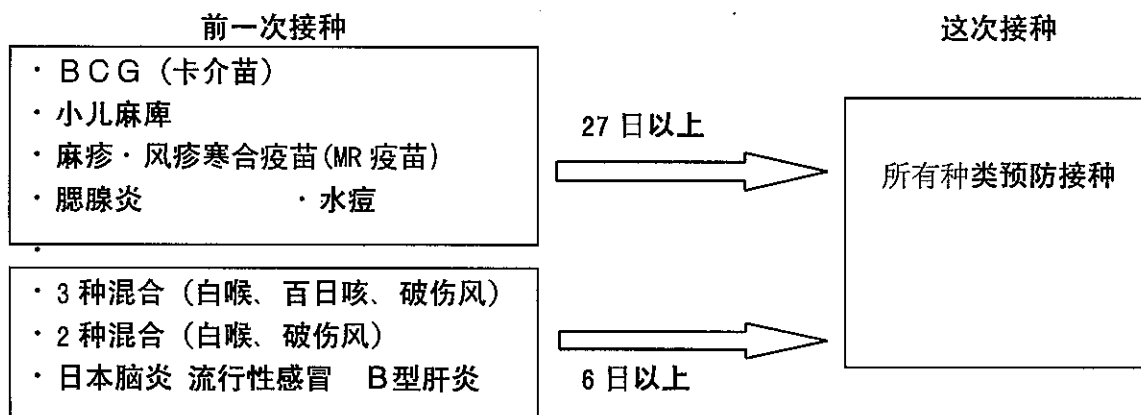 前一次接种
这次接种
・BCG（卡介苗）
・小儿麻庳
・麻疹・风疹寒合疫苗(MR 疫苗)
・腮腺炎　・水痘
・
27 日以上
所有种类预防接种
・3 种混合（白喉、百日咳、破伤风）
・2 种混合（白喉、破伤风）
・日本脑炎 流行性感冒　B型肝炎
6 日以上